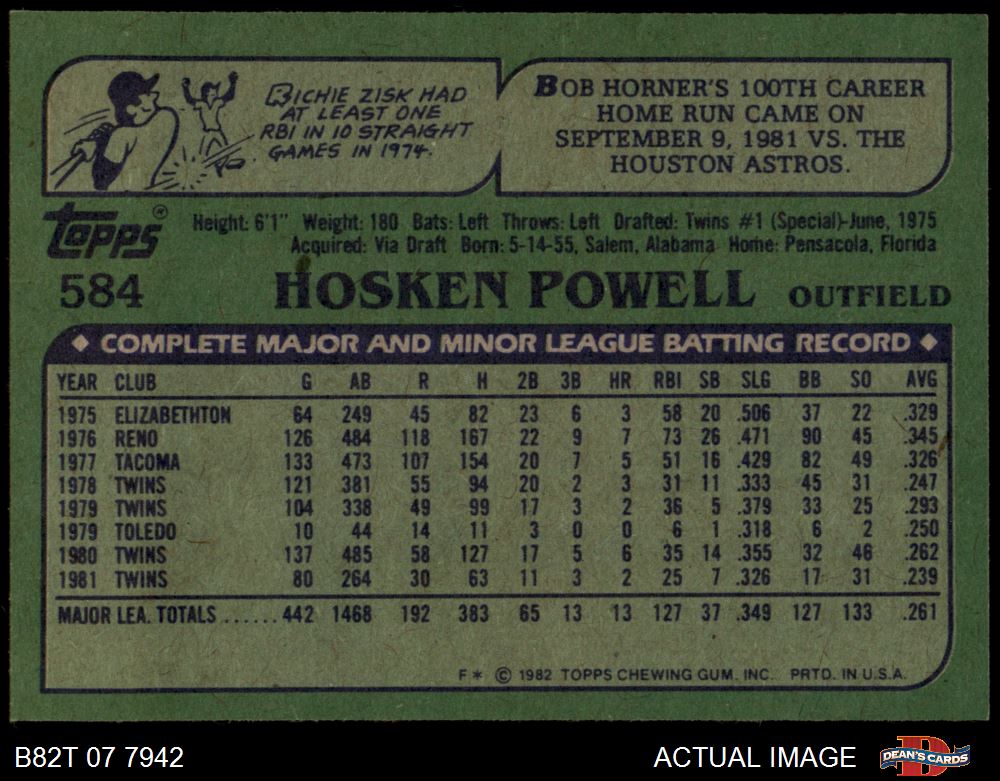 RICHIE ZISK HAD
AT LEAST ONE
RBI IN 10 STRAIGHT
GAMES IN 1974.
BOB HORNER'S 100TH CAREER
HOME RUN CAME ON
SEPTEMBER 9, 1981 VS. THE
HOUSTON ASTROS.
Topps®
Height: 6'1" Weight: 180 Bats: Left Throws: Left Drafted: Twins #1 (Special)-June, 1975
Acquired: Via Draft Born: 5-14-55, Salem, Alabama Home: Pensacola, Florida
584 HOSKEN POWELL OUTFIELD
◆ COMPLETE MAJOR AND MINOR LEAGUE BATTING RECORD ◆
YEAR CLUB G AB R H 2B 3B HR RBI SB SLG BB SO AVG
1975 ELIZABETHTON 64 249 45 82 23 6 3 58 20 .506 37 22 .329
1976 RENO 126 484 118 167 22 9 7 73 26 .471 90 45 .345
1977 TACOMA 133 473 107 154 20 7 5 51 16 .429 82 49 .326
1978 TWINS 121 381 55 94 20 2 3 31 11 .333 45 31 .247
1979 TWINS 104 338 49 99 17 3 2 36 5 .379 33 25 .293
1979 TOLEDO 10 44 14 11 3 0 0 6 1 .318 6 2 .250
1980 TWINS 137 485 58 127 17 5 6 35 14 .355 32 46 .262
1981 TWINS 80 264 30 63 11 3 2 25 7 .326 17 31 .239
MAJOR LEA. TOTALS ...... 442 1468 192 383 65 13 13 127 37 .349 127 133 .261
F* © 1982 TOPPS CHEWING GUM, INC. PRTD. IN U.S.A.
B82T 07 7942 ACTUAL IMAGE DEAN'S CARDS